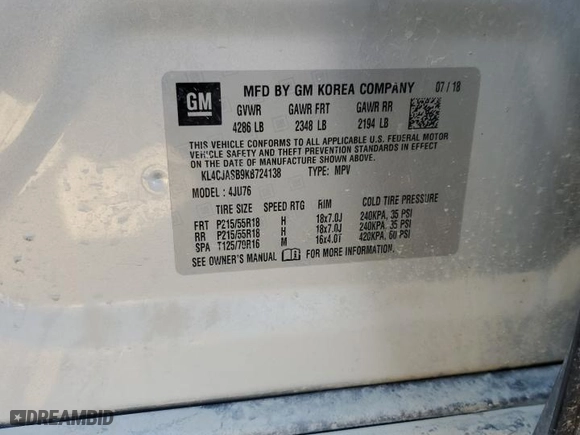 GM
MFD BY GM KOREA COMPANY 07/18
GVWR GAWR FRT GAWR RR
4286 LB 2348 LB 2194 LB
THIS VEHICLE CONFORMS TO ALL APPLICABLE U.S. FEDERAL MOTOR
VEHICLE SAFETY AND THEFT PREVENTION STANDARDS IN EFFECT
ON THE DATE OF MANUFACTURE SHOWN ABOVE.
KL4CJASB9KB724138 TYPE: MPV
MODEL: 4JU76
TIRE SIZE SPEED RTG RIM COLD TIRE PRESSURE
FRT P215/55R18 H 18x7.0J 240KPA, 35 PSI
RR P215/55R18 H 18x7.0J 240KPA, 35 PSI
SPA T125/70R16 M 16x4.0T 420KPA, 60 PSI
SEE OWNER'S MANUAL FOR MORE INFORMATION.
DREAMBID